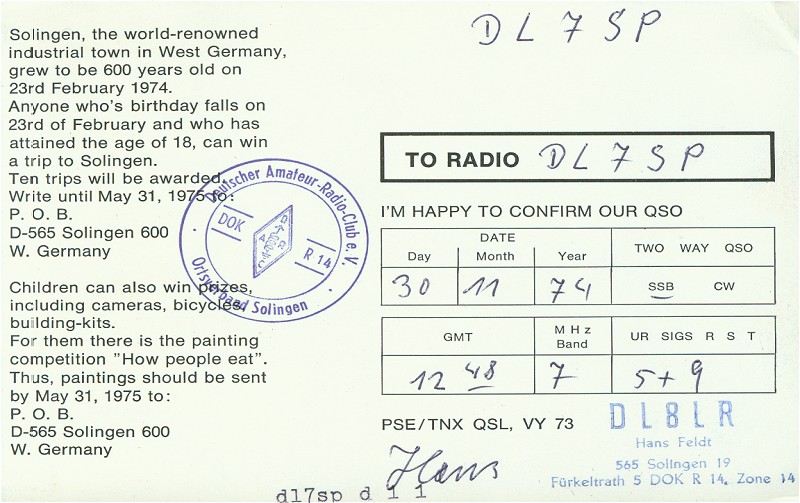 Solingen, the world-renowned
industrial town in West Germany,
grew to be 600 years old on
23rd February 1974.
Anyone who's birthday falls on
23rd of February and who has
attained the age of 18, can win
a trip to Solingen.
Ten trips will be awarded.
Write until May 31, 1975 to:
P. O. B.
D-565 Solingen 600
W. Germany
Children can also win prizes,
including cameras, bicycles,
building-kits.
For them there is the painting
competition "How people eat".
Thus, paintings should be sent
by May 31, 1975 to:
P. O. B.
D-565 Solingen 600
W. Germany
Deutscher Amateur-Radio-Club e.V.
DOK
DARC
R 14
Ortsverband Solingen
DL7SP
TO RADIO DL7SP
I'M HAPPY TO CONFIRM OUR QSO
DATE
Day Month Year
TWO WAY QSO
30 11 74
SSB CW
GMT
MHz
Band
UR SIGS R S T
12 48 7 5+9
PSE/TNX QSL, VY 73
Hans
DL8LR
Hans Feldt
565 Solingen 19
Fürkeltrath 5 DOK R 14, Zone 14
dl7sp d 1 1